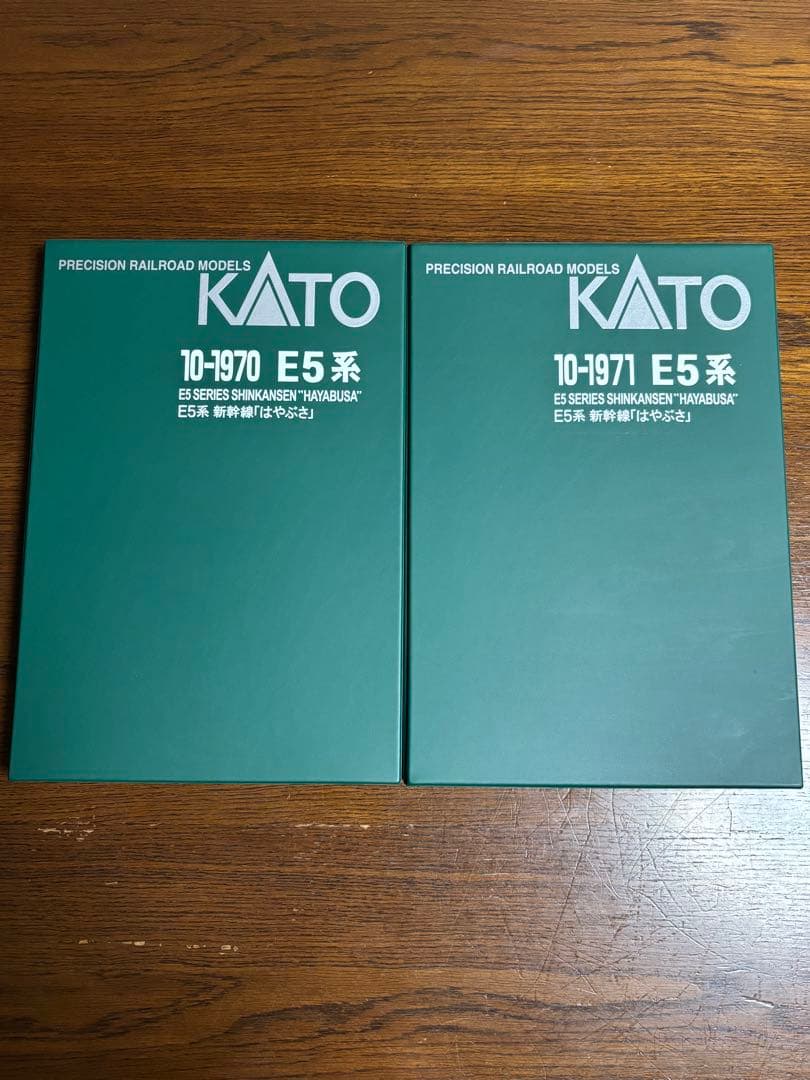 PRECISION RAILROAD MODELS
KATO
10-1970 E5系
E5 SERIES SHINKANSEN "HAYABUSA"
E5系 新幹線「はやぶさ」
PRECISION RAILROAD MODELS
KATO
10-1971 E5系
E5 SERIES SHINKANSEN "HAYABUSA"
E5系 新幹線「はやぶさ」